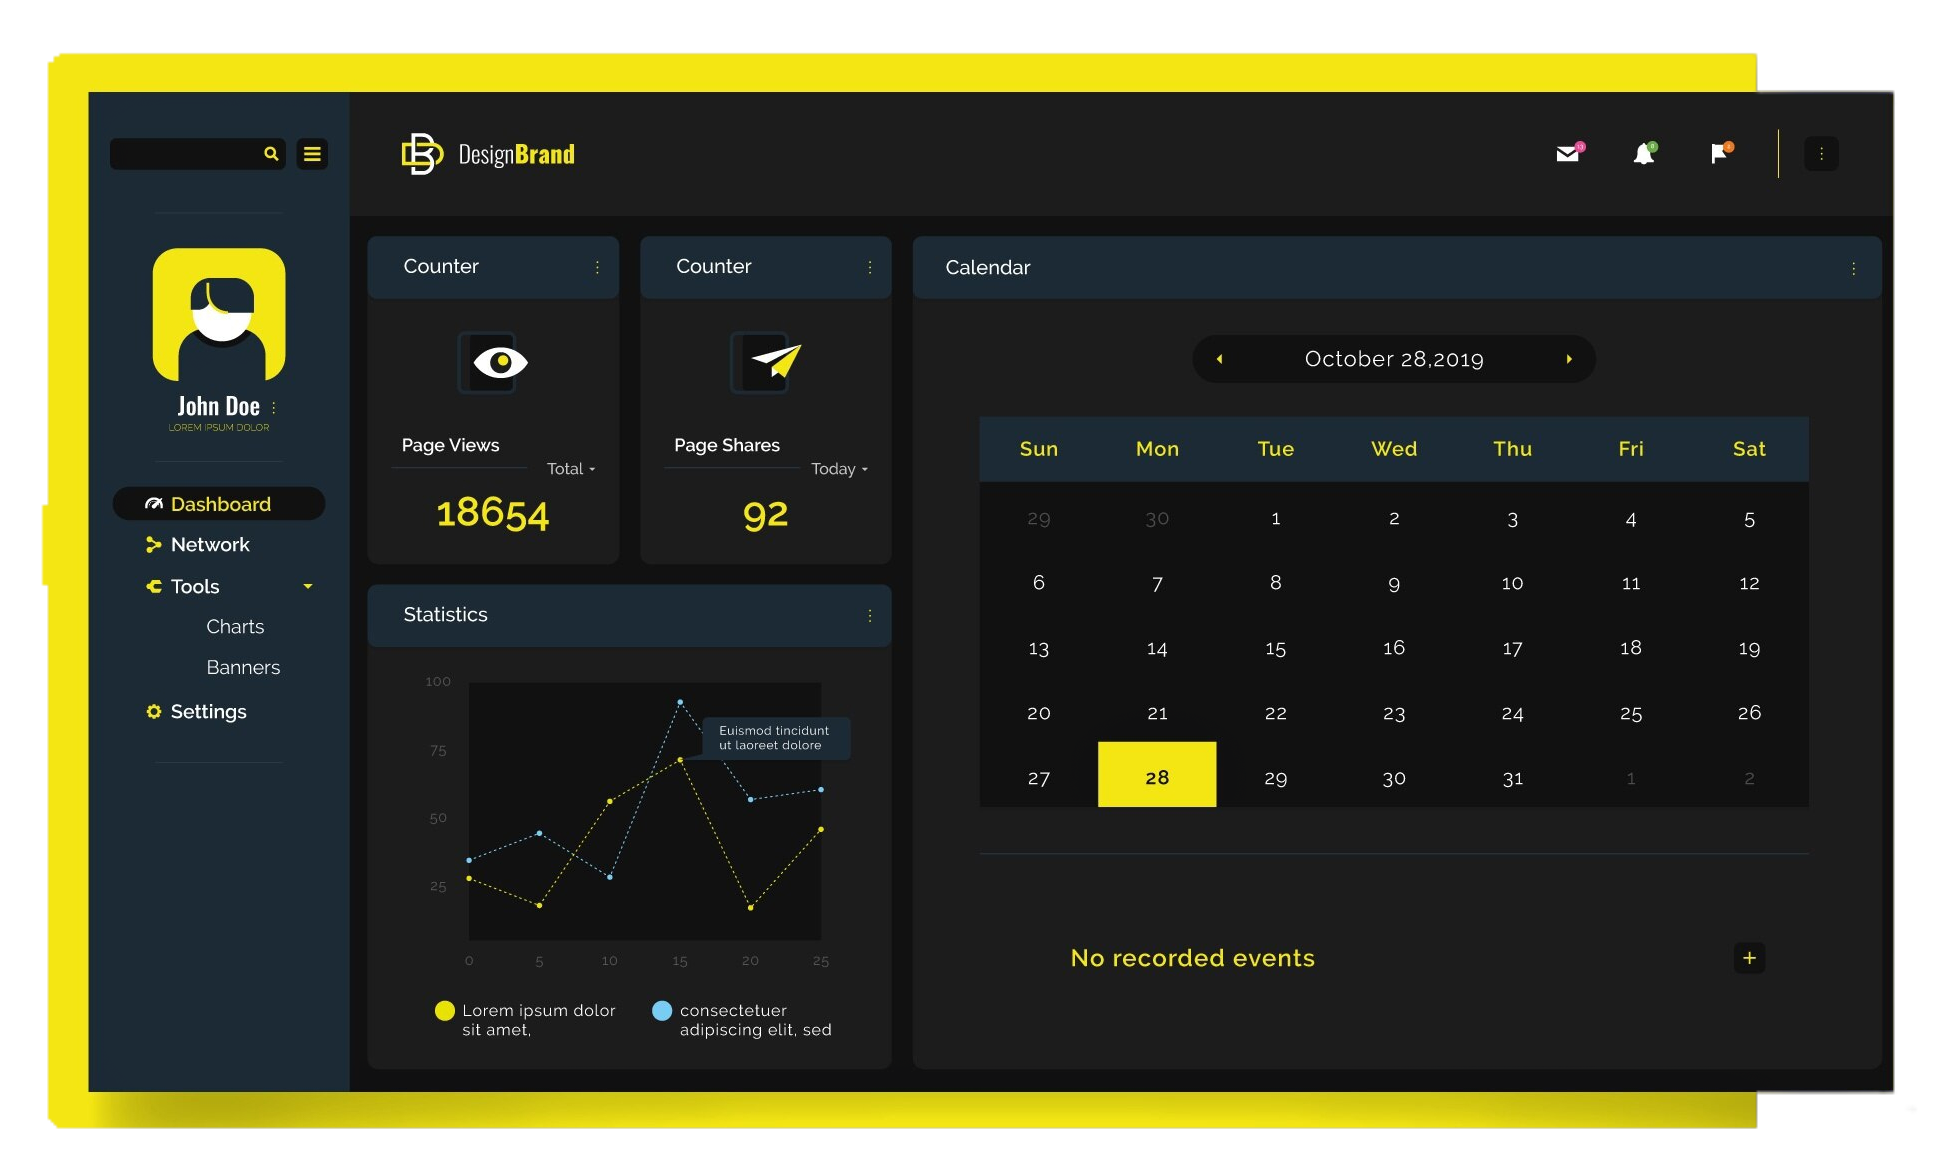 DesignBrand
John Doe
LOREM IPSUM DOLOR
Dashboard
Network
Tools
Charts
Banners
Settings
Counter
Page Views
Total
18654
Counter
Page Shares
Today
92
Statistics
100
75
50
25
Euismod tincidunt
ut laoreet dolore
0 5 10 15 20 25
Lorem ipsum dolor
sit amet,
consectetuer
adipiscing elit, sed
Calendar
October 28,2019
Sun Mon Tue Wed Thu Fri Sat
29 30 1 2 3 4 5
6 7 8 9 10 11 12
13 14 15 16 17 18 19
20 21 22 23 24 25 26
27 28 29 30 31 1 2
No recorded events
+